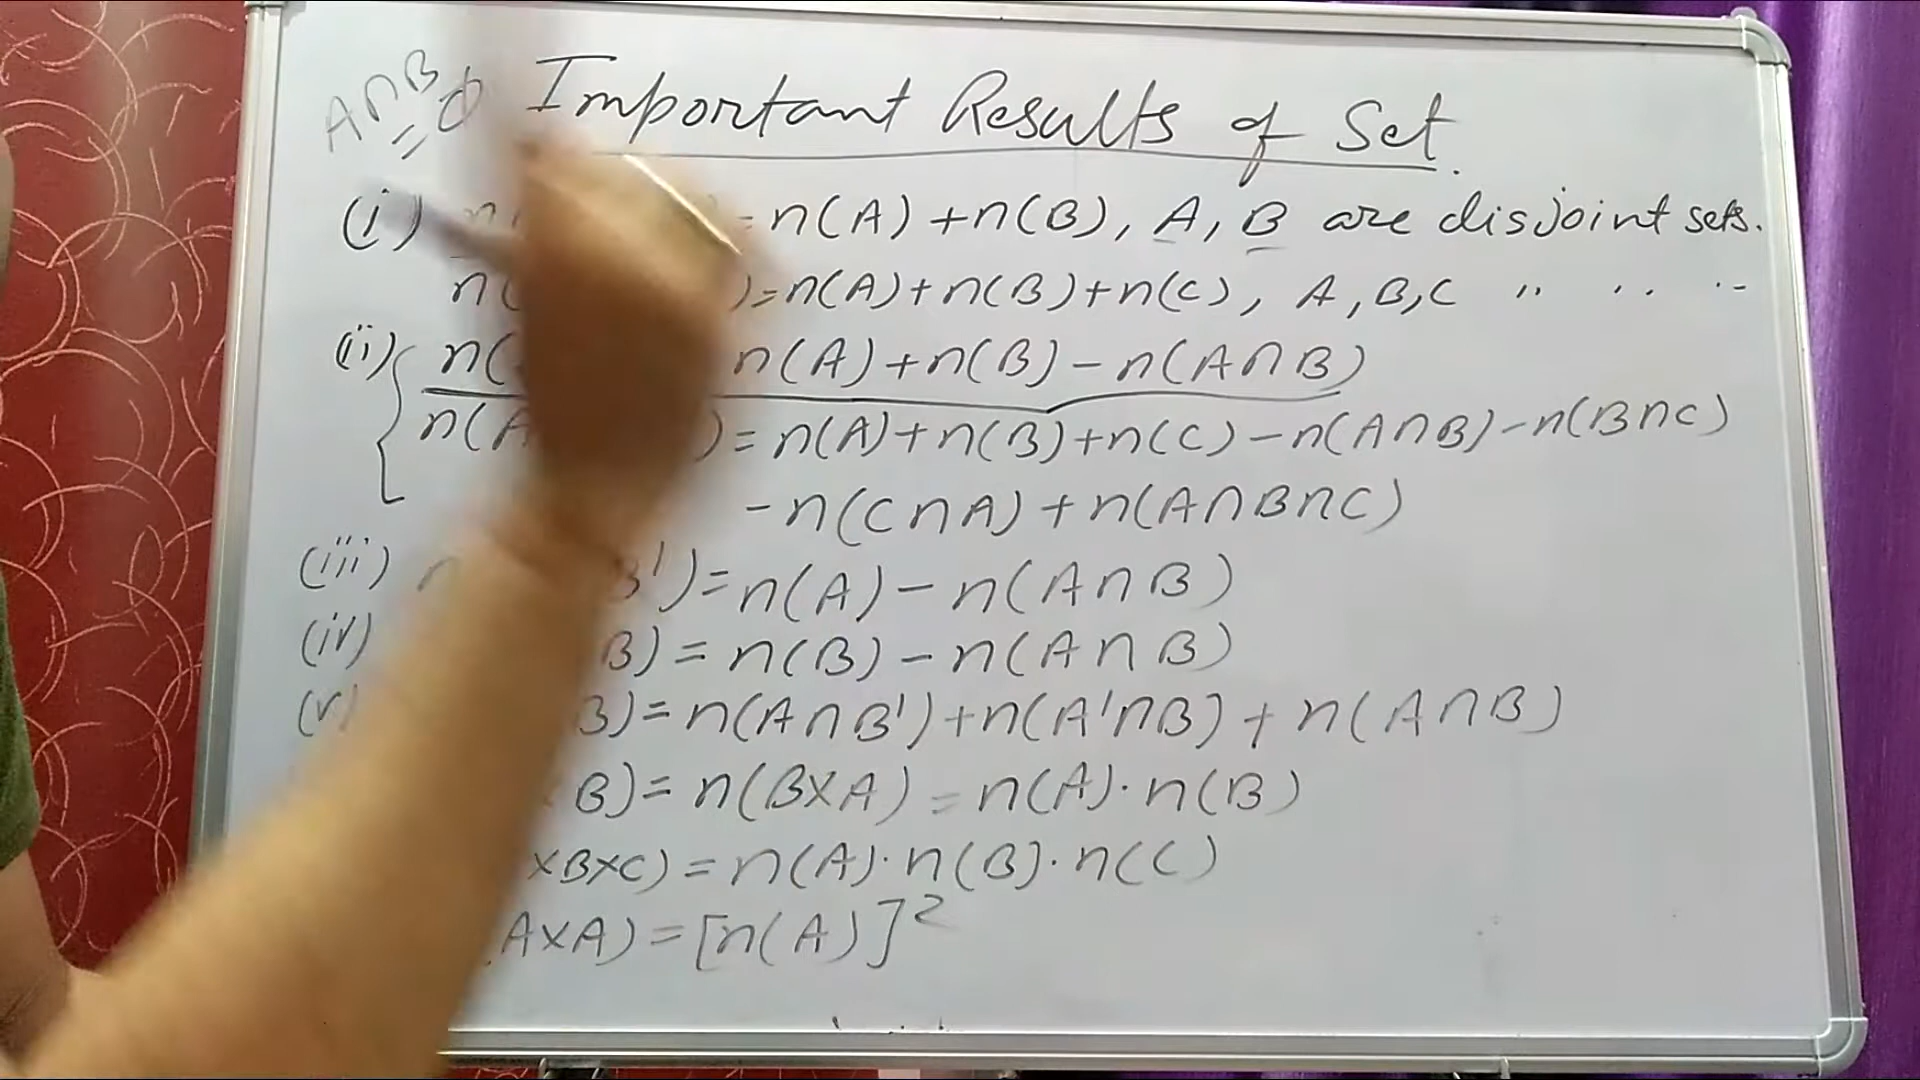 A∩B
= ϕ
Important Results of Set.
(i) n( )= n(A)+n(B), A, B are disjoint sets.
n( )=n(A)+n(B)+n(C), A, B, C " " "
(ii) n( n(A)+n(B)-n(A∩B)
n(A )=n(A)+n(B)+n(C)-n(A∩B)-n(B∩C)
-n(C∩A)+n(A∩B∩C)
(iii) n B')=n(A)-n(A∩B)
(iv) B)=n(B)-n(A∩B)
(v) B)=n(A∩B')+n(A'∩B)+n(A∩B)
B)=n(B×A)=n(A)·n(B)
×B×C)=n(A)·n(B)·n(C)
A×A)=[n(A)]²